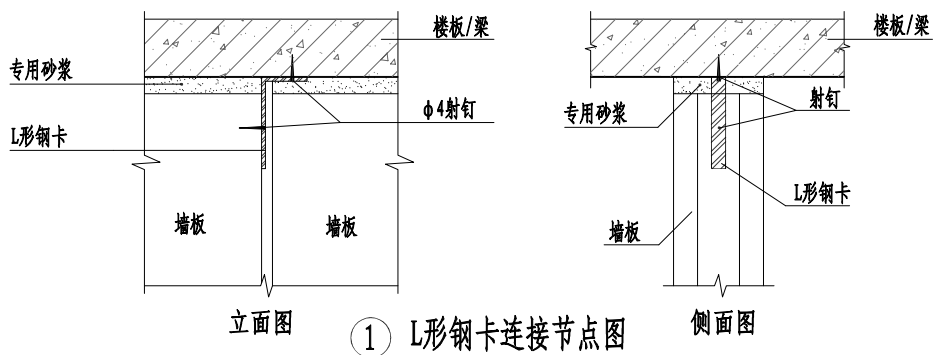 楼板/梁
专用砂浆
φ4射钉
L形钢卡
墙板
墙板
立面图
楼板/梁
专用砂浆
射钉
L形钢卡
墙板
侧面图
1 L形钢卡连接节点图